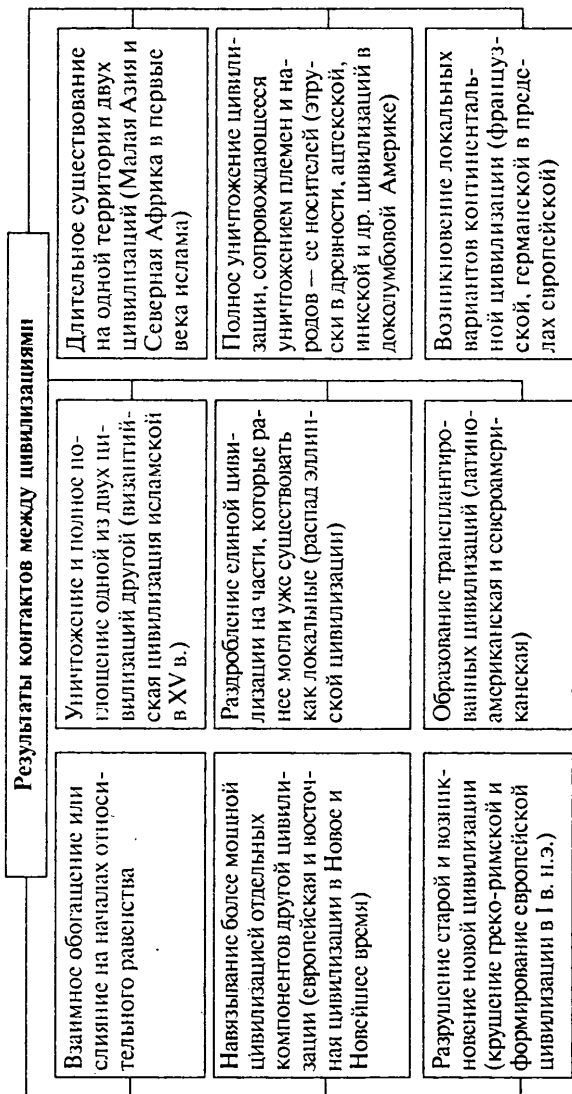 Результаты контактов между цивилизациями
Взаимное обогащение или
слияние на началах относи-
тельного равенства
Уничтожение и полное по-
глощение одной из двух ци-
вилизаций другой (византий-
ская цивилизация исламской
в XV в.)
Длительное существование
на одной территории двух
цивилизаций (Малая Азия и
Северная Африка в первые
века ислама)
Навязывание более мощной
цивилизацией отдельных
компонентов другой цивили-
зации (европейская и восточ-
ная цивилизации в Новое и
Новейшее время)
Раздробление единой циви-
лизации на части, которые ра-
нее могли уже существовать
как локальные (распад эллин-
ской цивилизации)
Полное уничтожение цивили-
зации, сопровождающееся
уничтожением племен и на-
родов — ее носителей (этру-
ски в древности, ацтекской,
инкской и др. цивилизаций в
доколумбовой Америке)
Разрушение старой и возник-
новение новой цивилизации
(крушение греко-римской и
формирование европейской
цивилизации в I в. н.э.)
Образование трансплантиро-
ванных цивилизаций (латино-
американская и североамери-
канская)
Возникновение локальных
вариантов континенталь-
ной цивилизации (француз-
ской, германской в преде-
лах европейской)